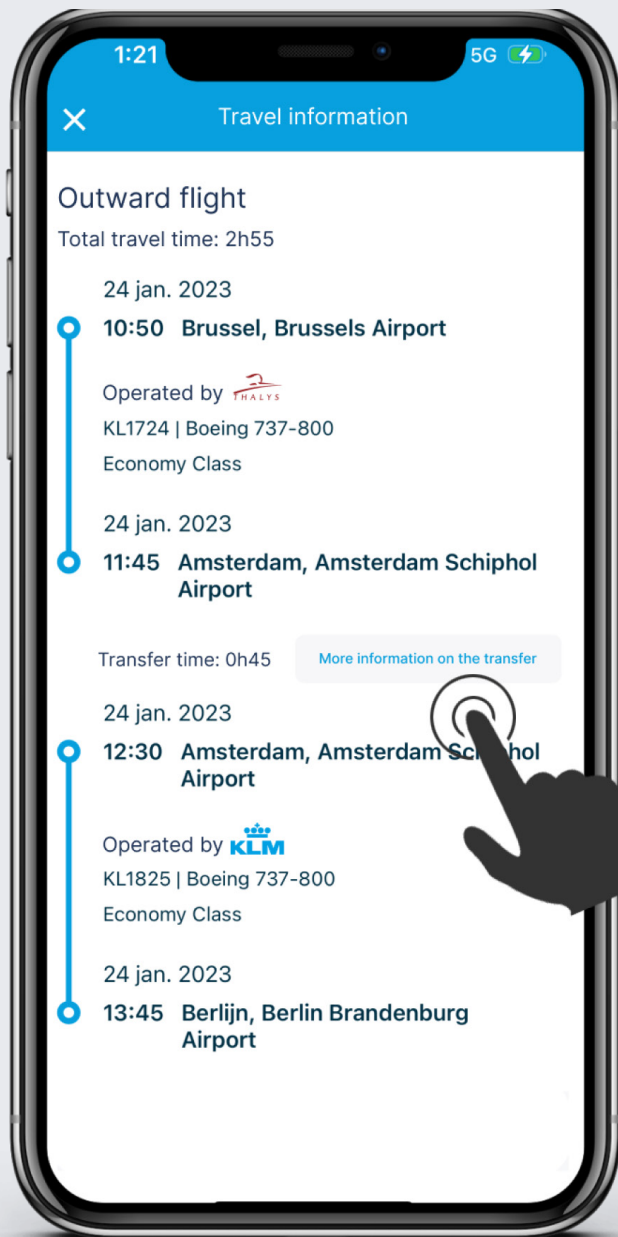 1:21
5G
Travel information
Outward flight
Total travel time: 2h55
24 jan. 2023
10:50 Brussel, Brussels Airport
Operated by THALYS
KL1724 | Boeing 737-800
Economy Class
24 jan. 2023
11:45 Amsterdam, Amsterdam Schiphol
Airport
Transfer time: 0h45
More information on the transfer
24 jan. 2023
12:30 Amsterdam, Amsterdam Schiphol
Airport
Operated by KLM
KL1825 | Boeing 737-800
Economy Class
24 jan. 2023
13:45 Berlijn, Berlin Brandenburg
Airport